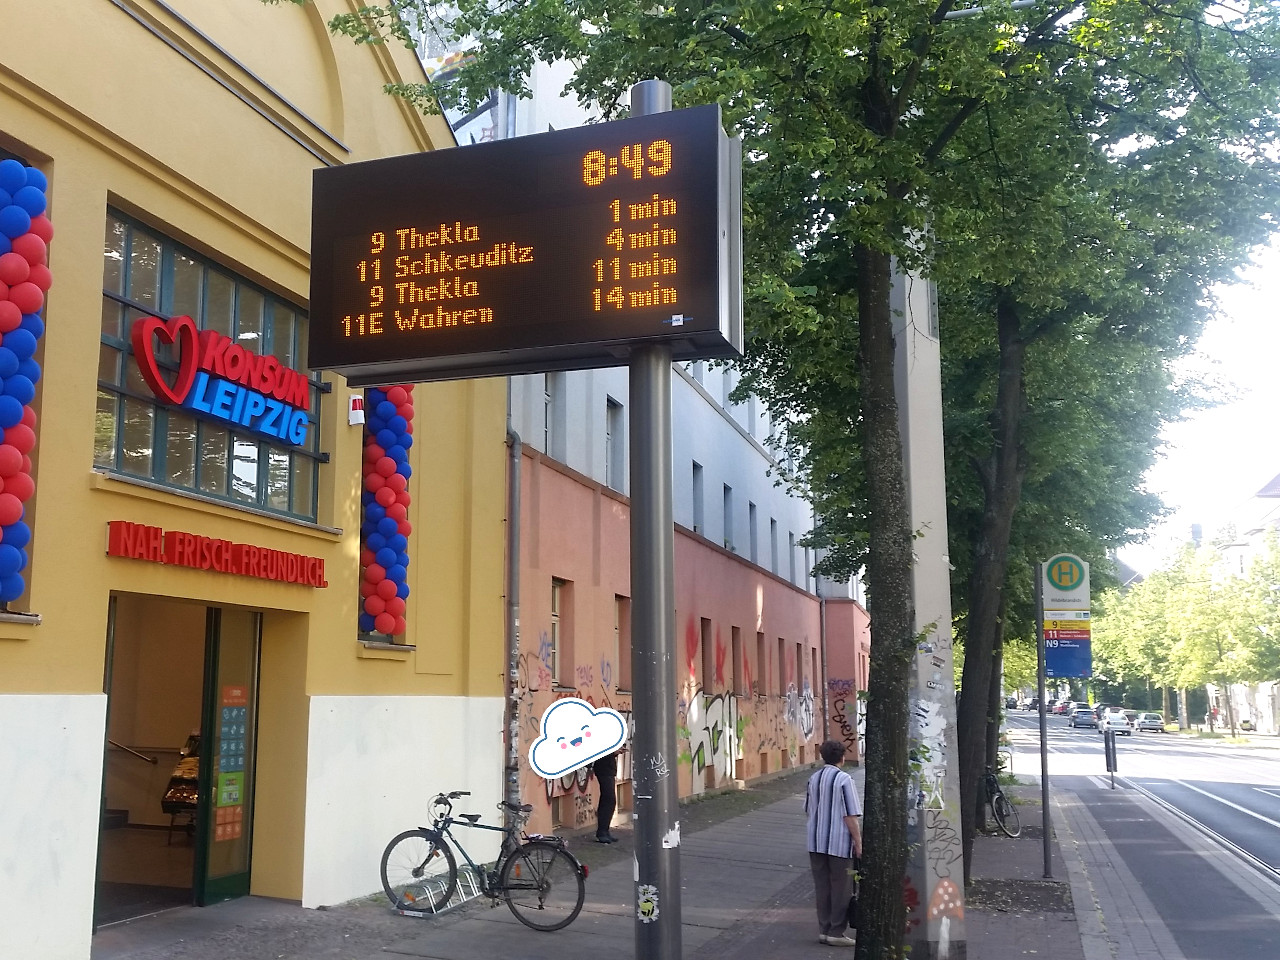 8:49
9 Thekla 1 min
11 Schkeuditz 4 min
9 Thekla 11 min
11E Wahren 14 min
KONSUM
LEIPZIG
NAH. FRISCH. FREUNDLICH.
H
9
11
N9